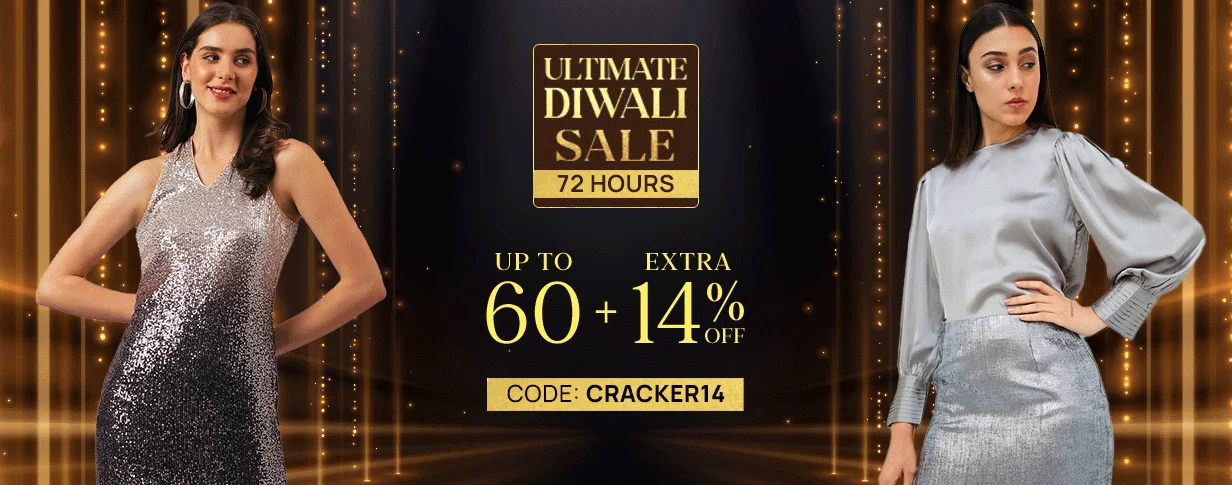 ULTIMATE
DIWALI
SALE
72 HOURS
UP TO EXTRA
60 + 14% OFF
CODE: CRACKER14